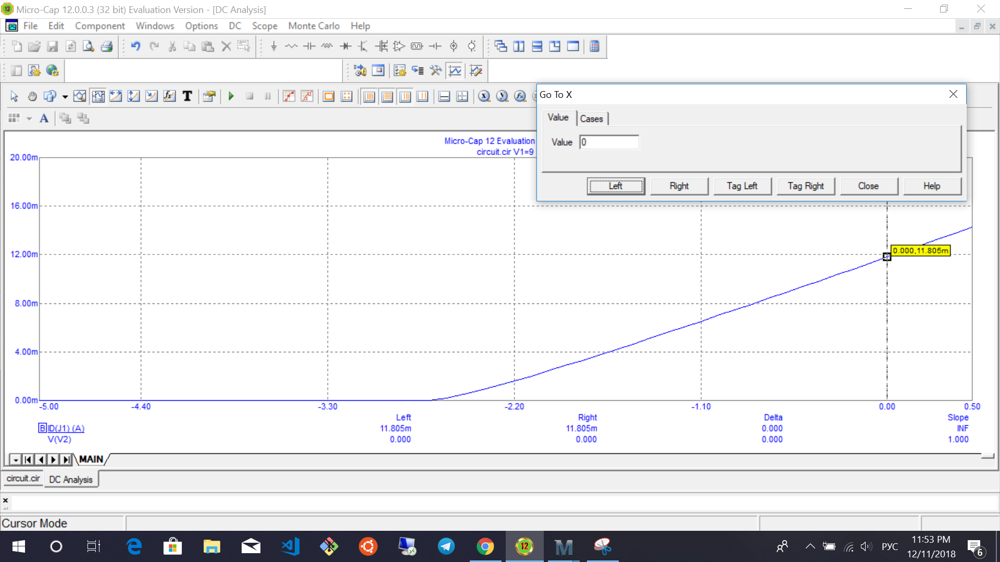 Micro-Cap 12.0.0.3 (32 bit) Evaluation Version - [DC Analysis]
File Edit Component Windows Options DC Scope Monte Carlo Help
Go To X
Value Cases
Value 0
Left Right Tag Left Tag Right Close Help
Micro-Cap 12 Evaluation
circuit.cir V1=9
20.00m
16.00m
12.00m
8.00m
4.00m
0.00m
0.000,11.805m
-5.00 -4.40 -3.30 -2.20 -1.10 0.00 0.50
Left Right Delta Slope
B ID(J1) (A) 11.805m 11.805m 0.000 INF
V(V2) 0.000 0.000 0.000 1.000
MAIN
circuit.cir DC Analysis
Cursor Mode
12
РУС
11:53 PM
12/11/2018
6